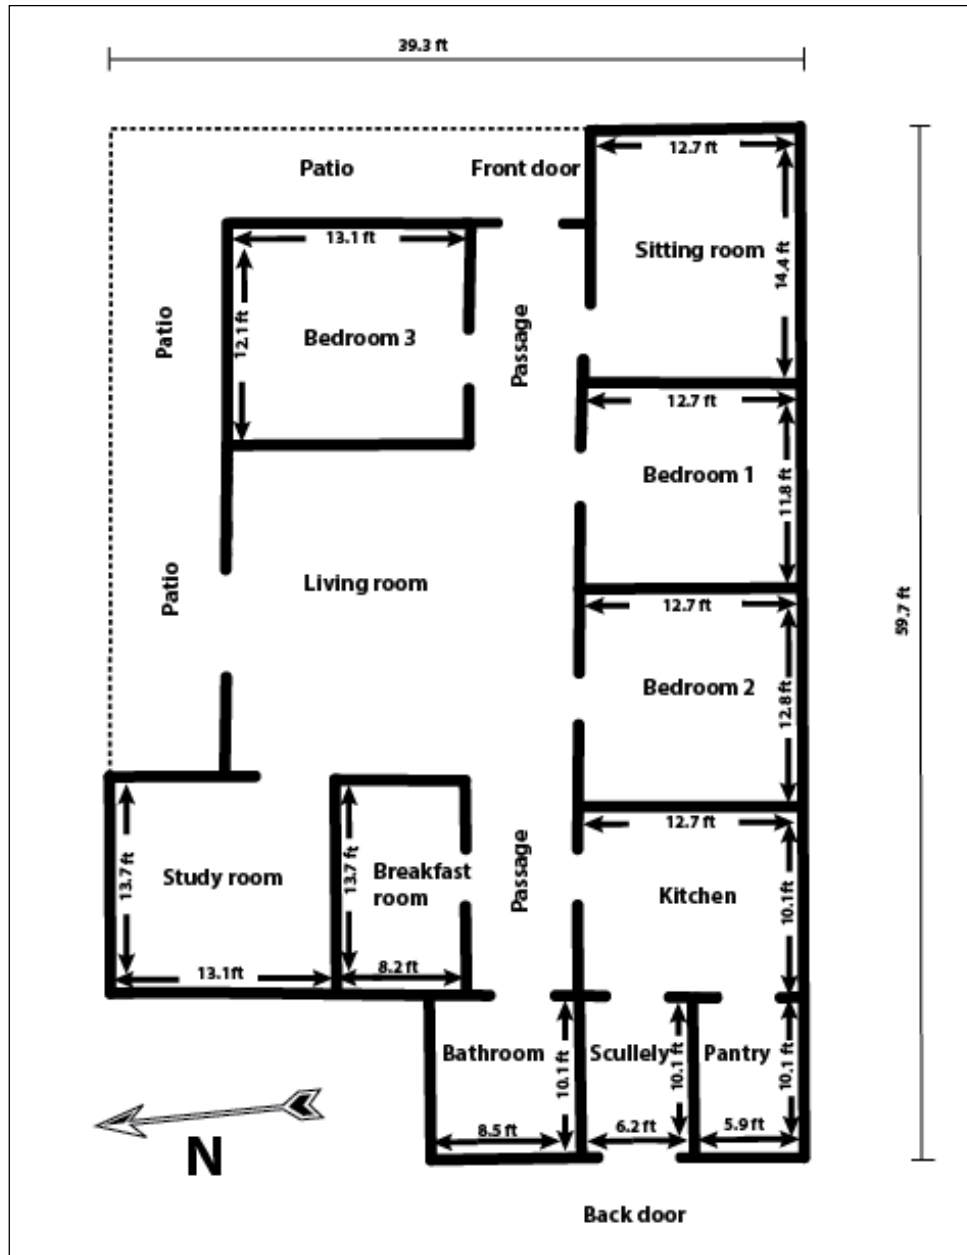 39.3 ft
12.7 ft
Patio
Front door
13.1 ft
Sitting room
14.4 ft
Patio
12.1 ft
Bedroom 3
Passage
12.7 ft
Bedroom 1
11.8 ft
Living room
Patio
12.7 ft
59.7 ft
Bedroom 2
12.8 ft
12.7 ft
13.7 ft
Study room
13.7 ft
Breakfast
room
Passage
Kitchen
10.1ft
13.1ft
8.2 ft
Bathroom
10.1 ft
Scullely
10.1 ft
Pantry
10.1 ft
8.5 ft
6.2 ft
5.9 ft
N
Back door